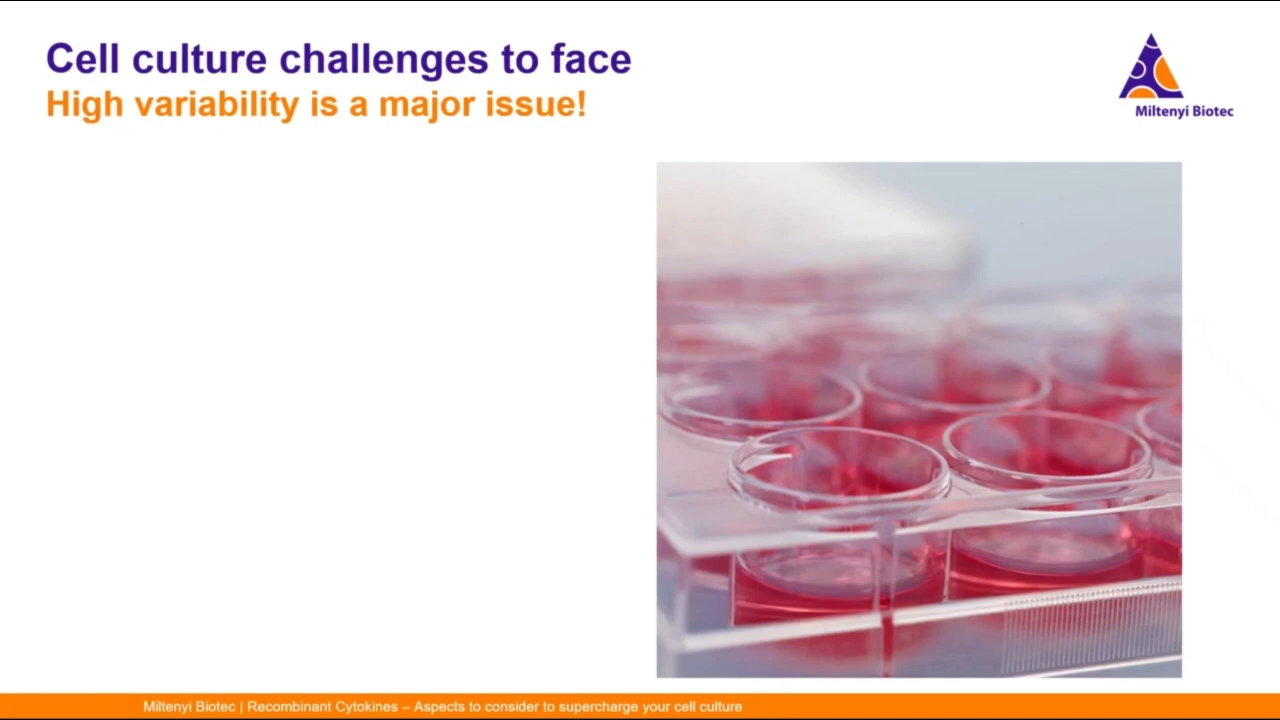 Cell culture challenges to face
High variability is a major issue!
Miltenyi Biotec
Miltenyi Biotec | Recombinant Cytokines – Aspects to consider to supercharge your cell culture